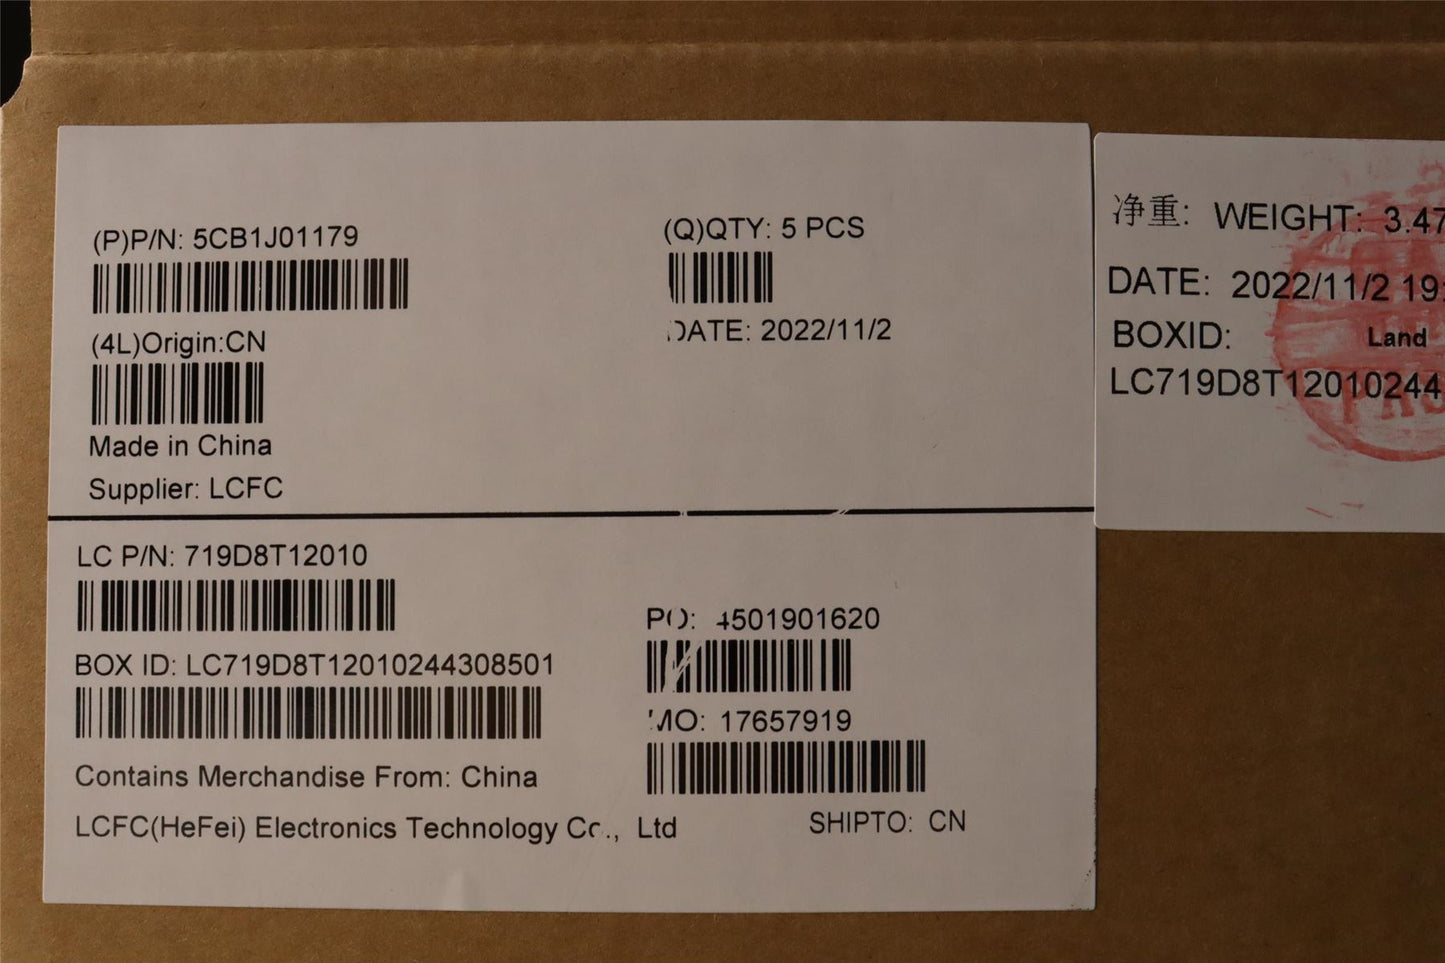 (P)P/N: 5CB1J01179
(Q)QTY: 5 PCS
(4L)Origin:CN
DATE: 2022/11/2
Made in China
Supplier: LCFC
LC P/N: 719D8T12010
PO: 4501901620
BOX ID: LC719D8T12010244308501
MO: 17657919
Contains Merchandise From: China
LCFC(HeFei) Electronics Technology Co., Ltd
SHIPTO: CN
净重: WEIGHT: 3.47
DATE: 2022/11/2 19:
BOXID: Land
LC719D8T12010244